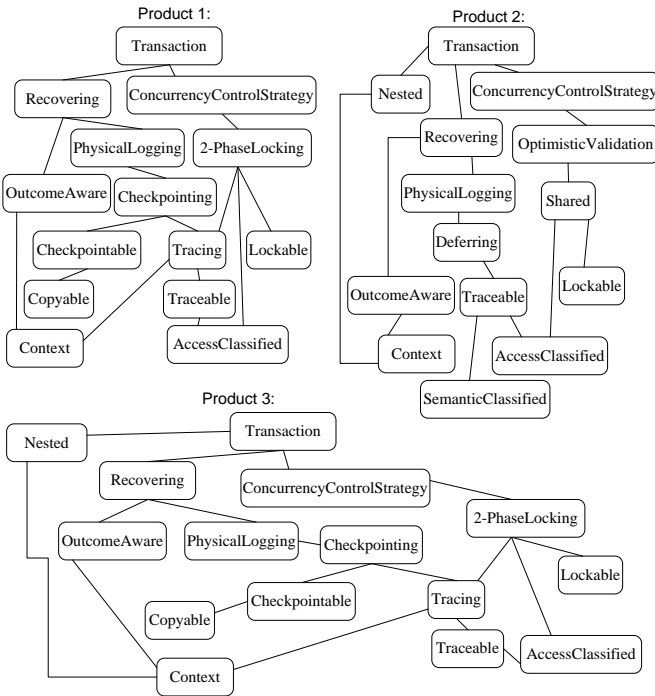 Product 1:
Transaction
Recovering
ConcurrencyControlStrategy
PhysicalLogging
2-PhaseLocking
OutcomeAware
Checkpointing
Checkpointable
Tracing
Lockable
Copyable
Traceable
Context
AccessClassified
Product 2:
Transaction
Nested
ConcurrencyControlStrategy
Recovering
OptimisticValidation
PhysicalLogging
Shared
Deferring
OutcomeAware
Traceable
Lockable
Context
AccessClassified
SemanticClassified
Product 3:
Nested
Transaction
Recovering
ConcurrencyControlStrategy
2-PhaseLocking
OutcomeAware
PhysicalLogging
Checkpointing
Lockable
Copyable
Checkpointable
Tracing
Traceable
AccessClassified
Context